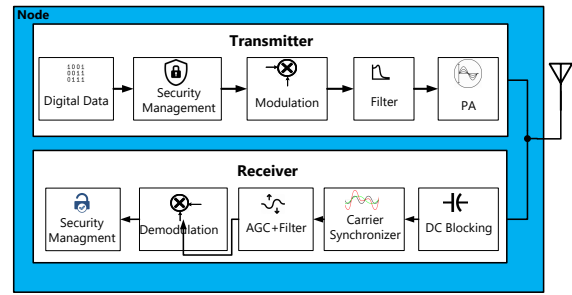 Node
Transmitter
1001
0011
0111
Digital Data
Security
Management
Modulation
Filter
PA
Receiver
Security
Managment
Demodulation
AGC+Filter
Carrier
Synchronizer
DC Blocking